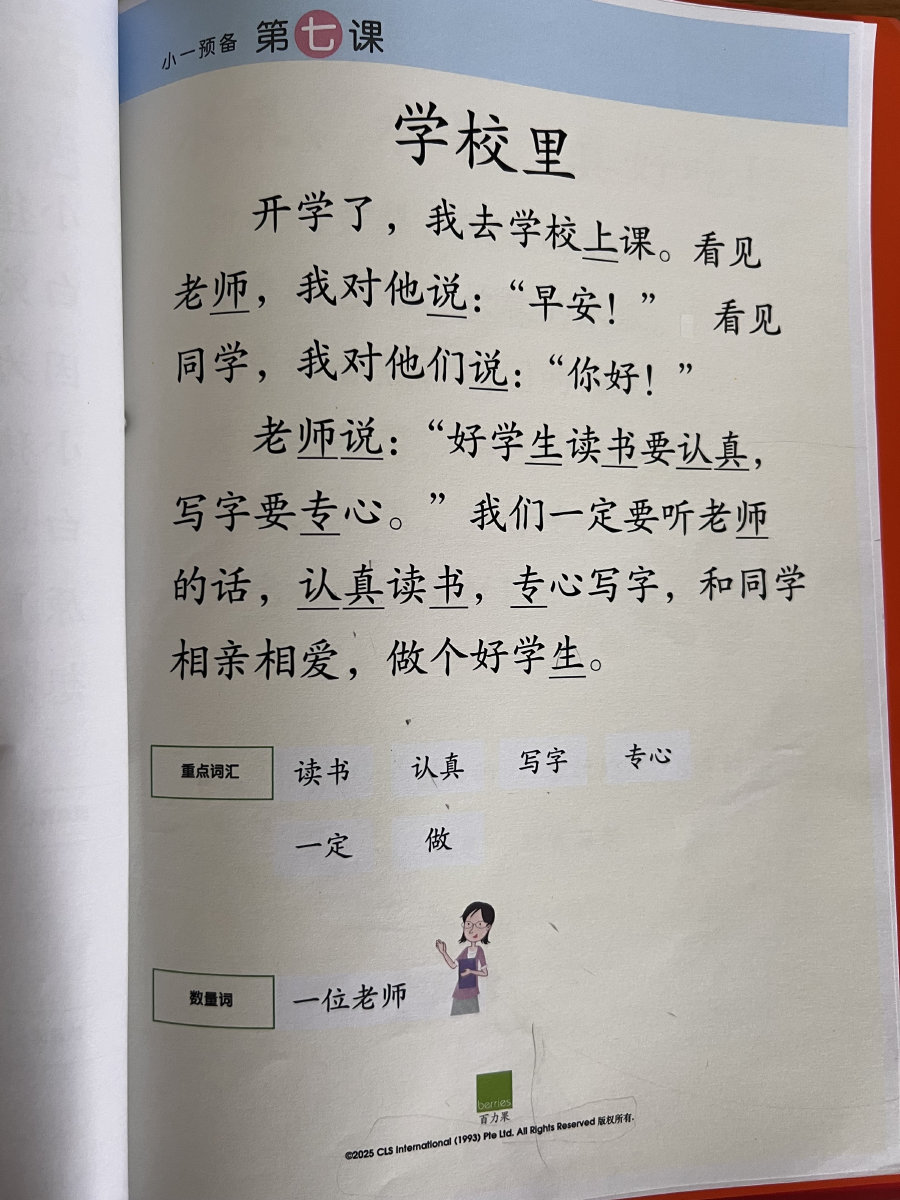 小一预备 第七课
学校里
开学了，我去学校上课。看见
老师，我对他说：“早安！” 看见
同学，我对他们说：“你好！”
老师说：“好学生读书要认真，
写字要专心。”我们一定要听老师
的话，认真读书，专心写字，和同学
相亲相爱，做个好学生。
重点词汇 读书 认真 写字 专心
一定 做
数量词 一位老师
berries
百力果
©2025 CLS International (1993) Pte Ltd. All Rights Reserved 版权所有.